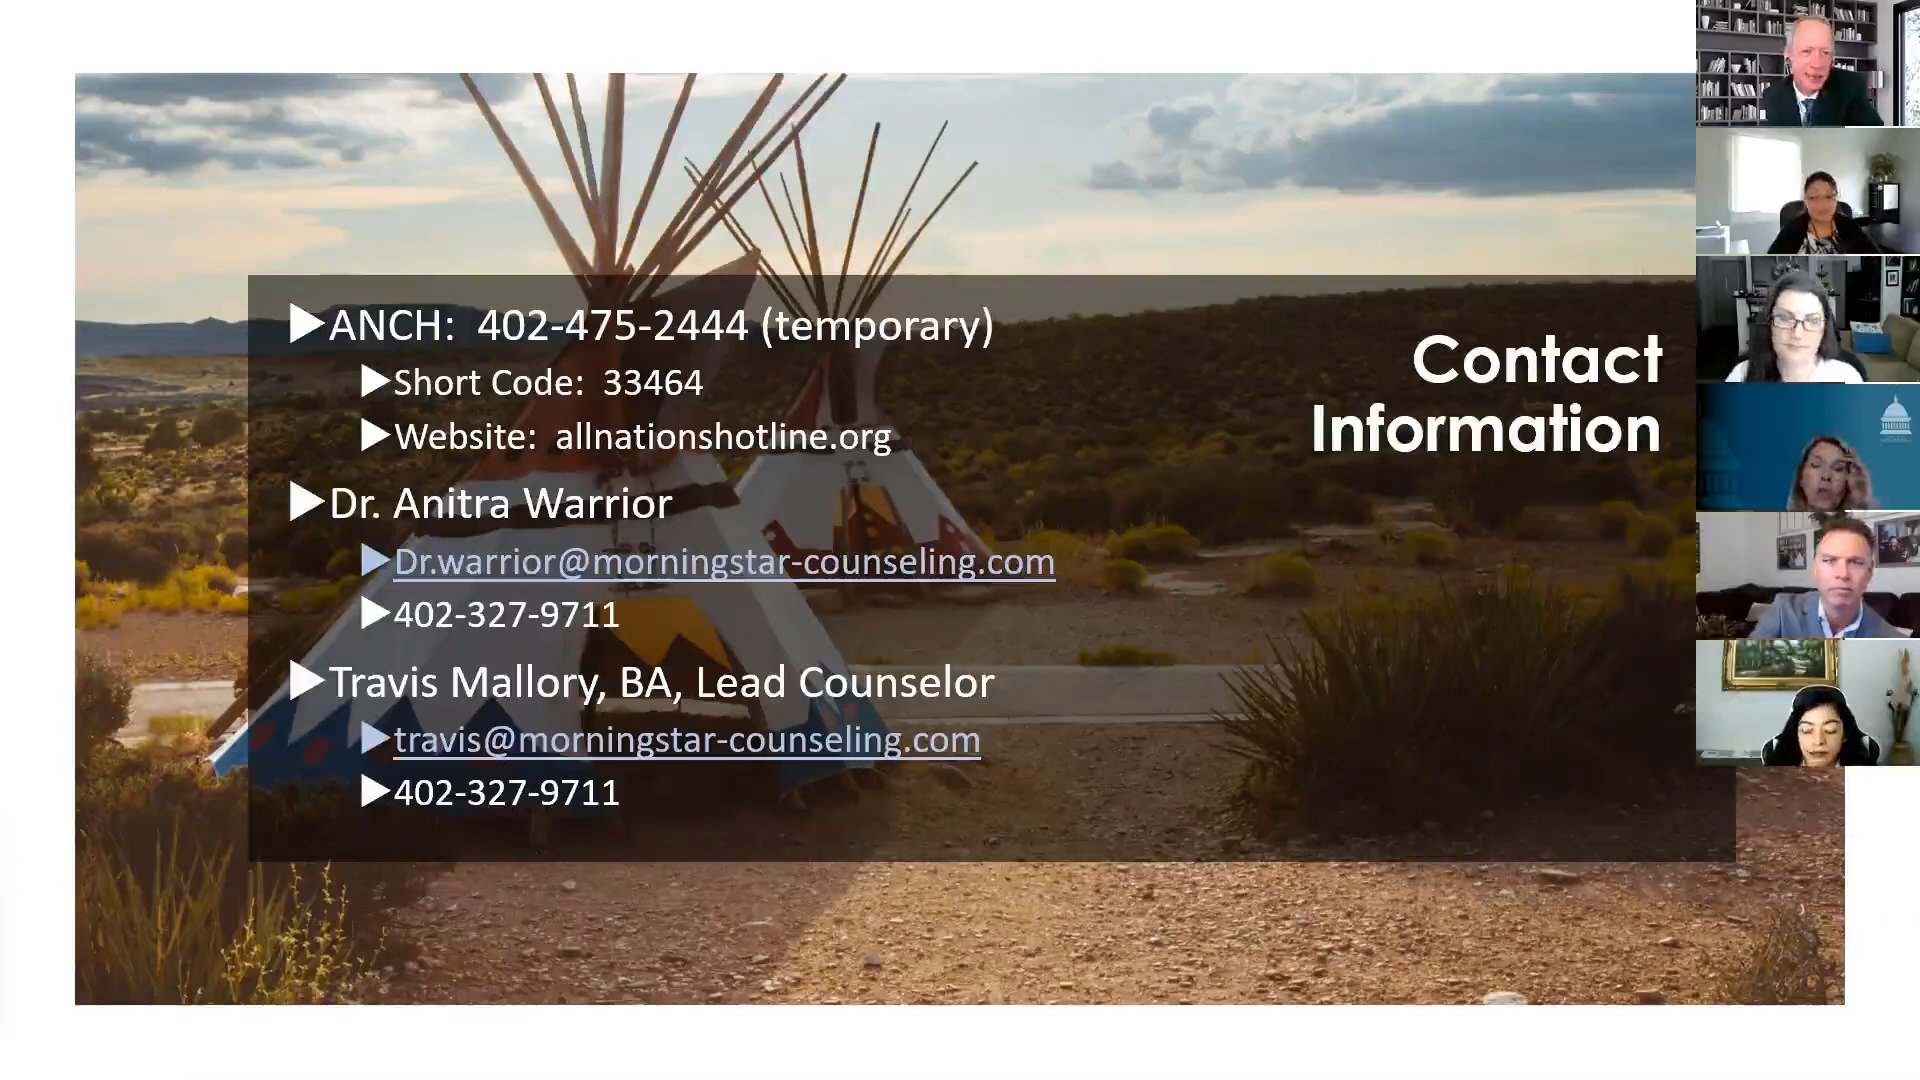 ANCH:  402-475-2444 (temporary)
Short Code:  33464
Website:  allnationshotline.org
Dr. Anitra Warrior
Dr.warrior@morningstar-counseling.com
402-327-9711
Travis Mallory, BA, Lead Counselor
travis@morningstar-counseling.com
402-327-9711
Contact
Information